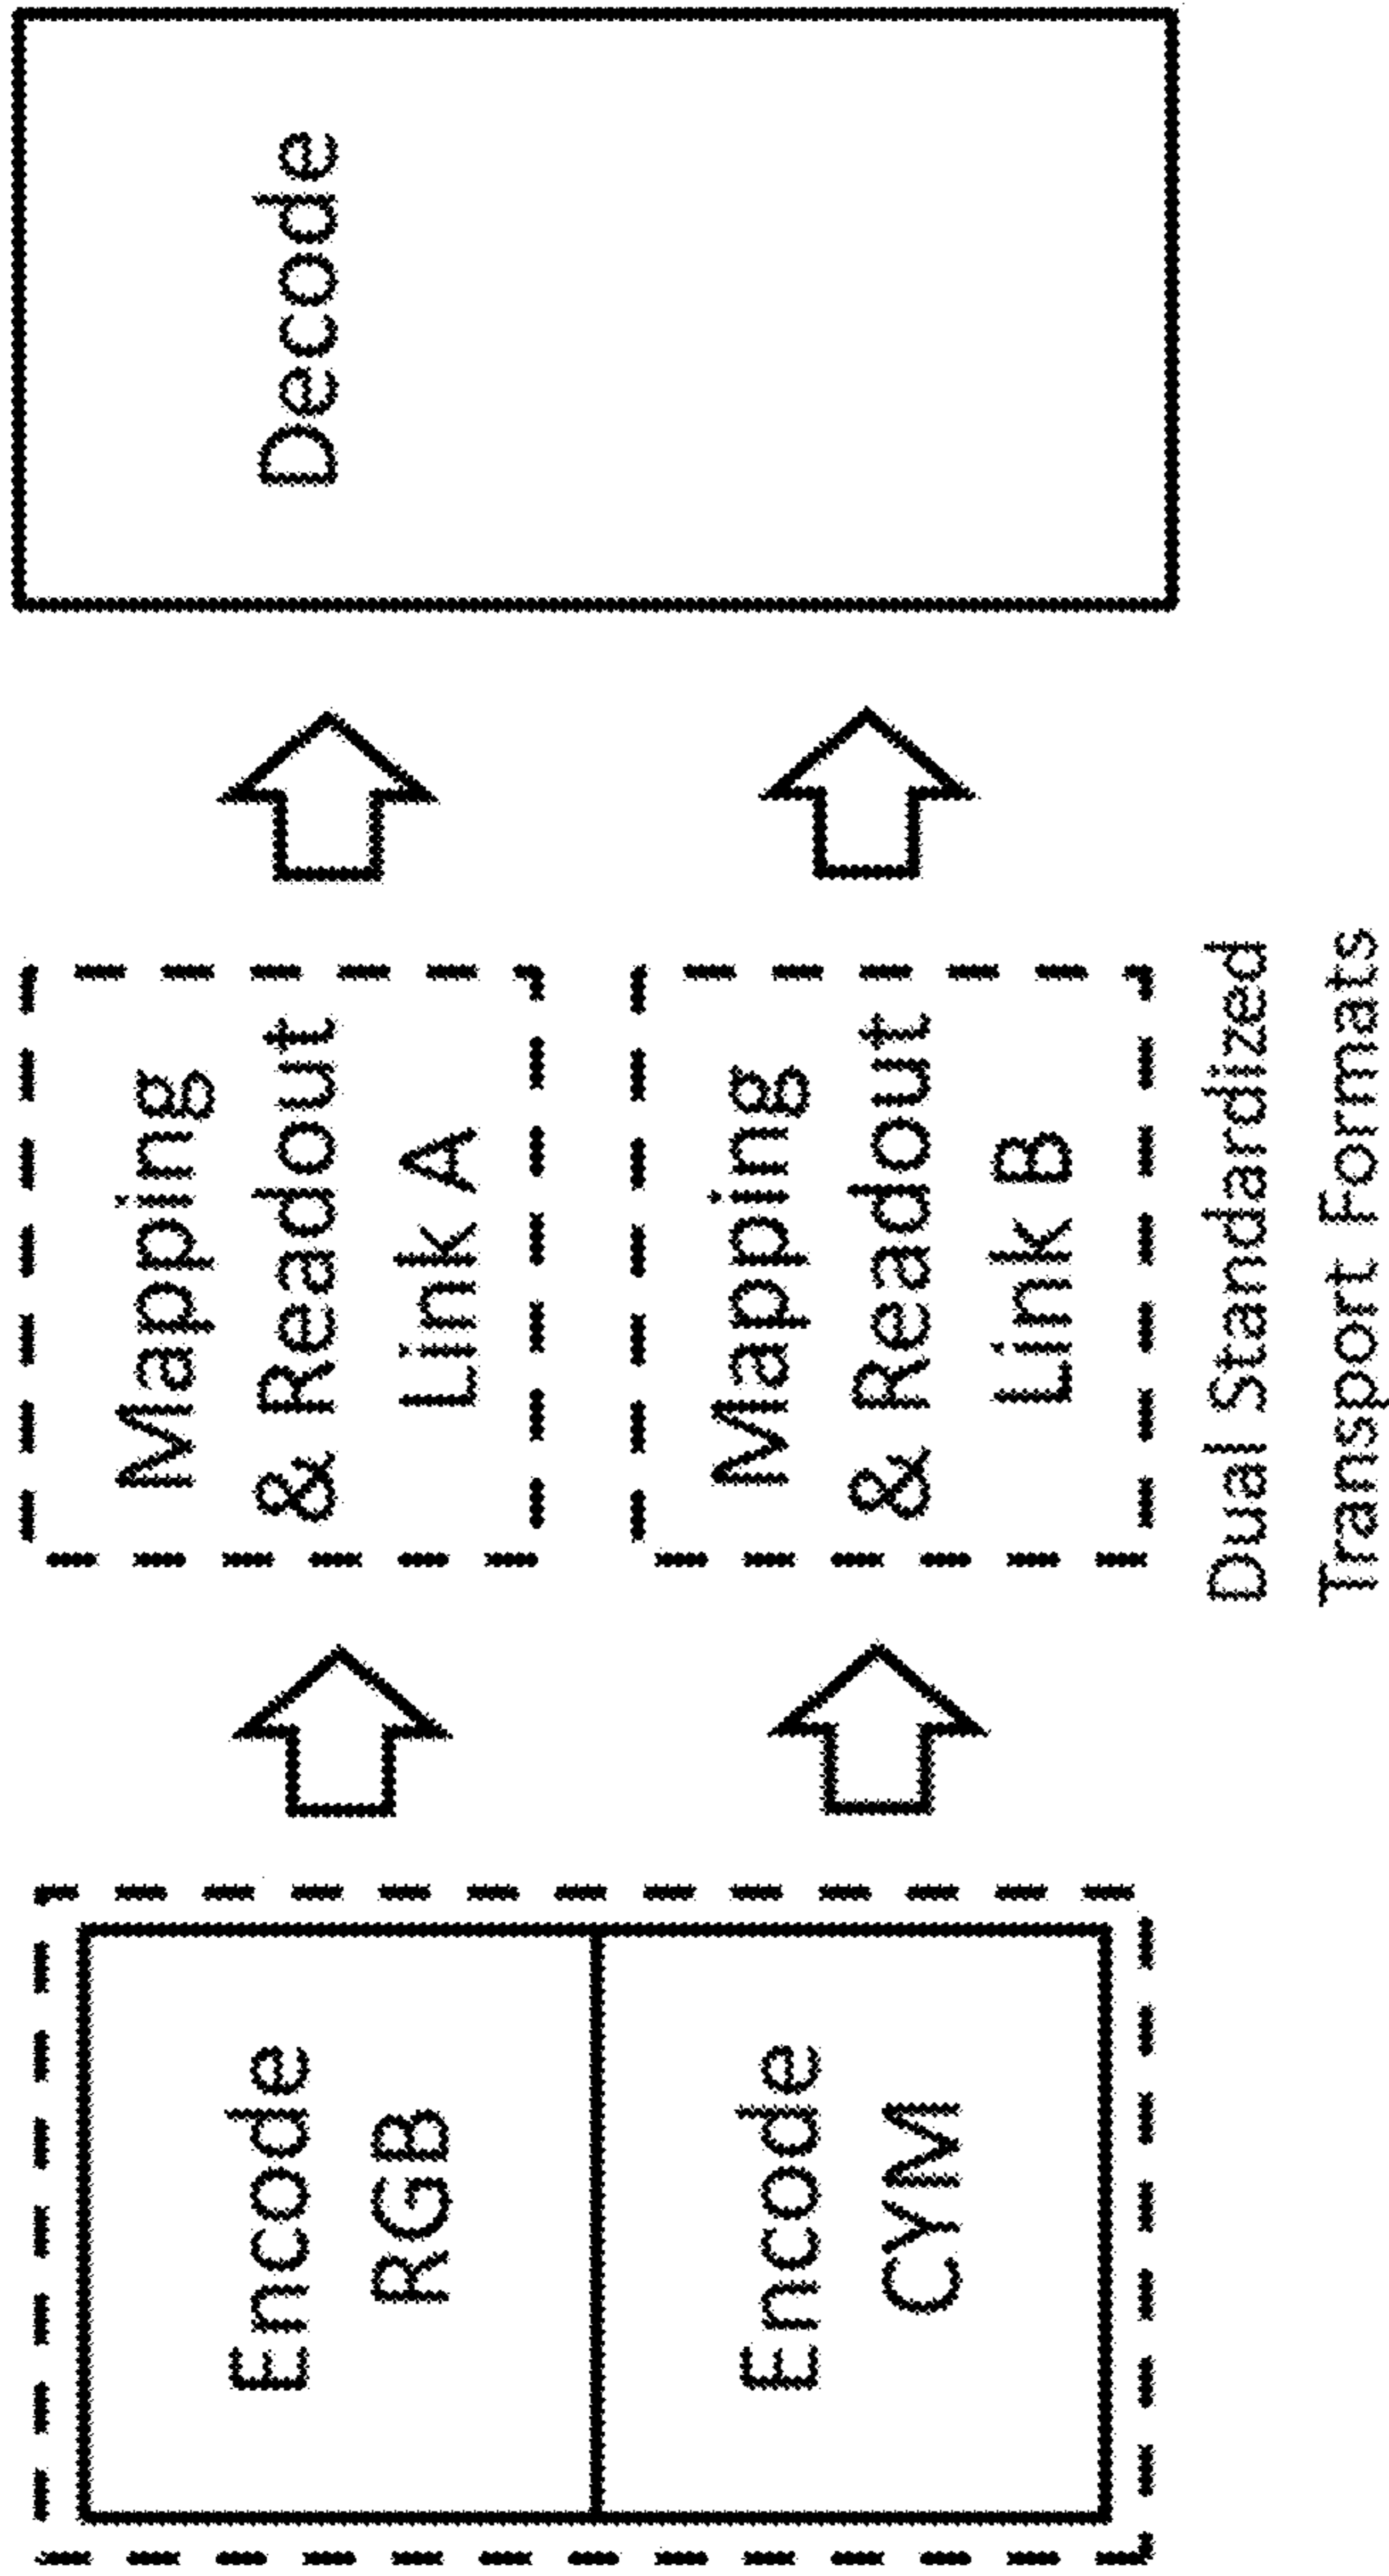 Encode
RGB
Encode
CYM
Mapping
& Readout
Link A
Mapping
& Readout
Link B
Dual Standardized
Transport Formats
Decode